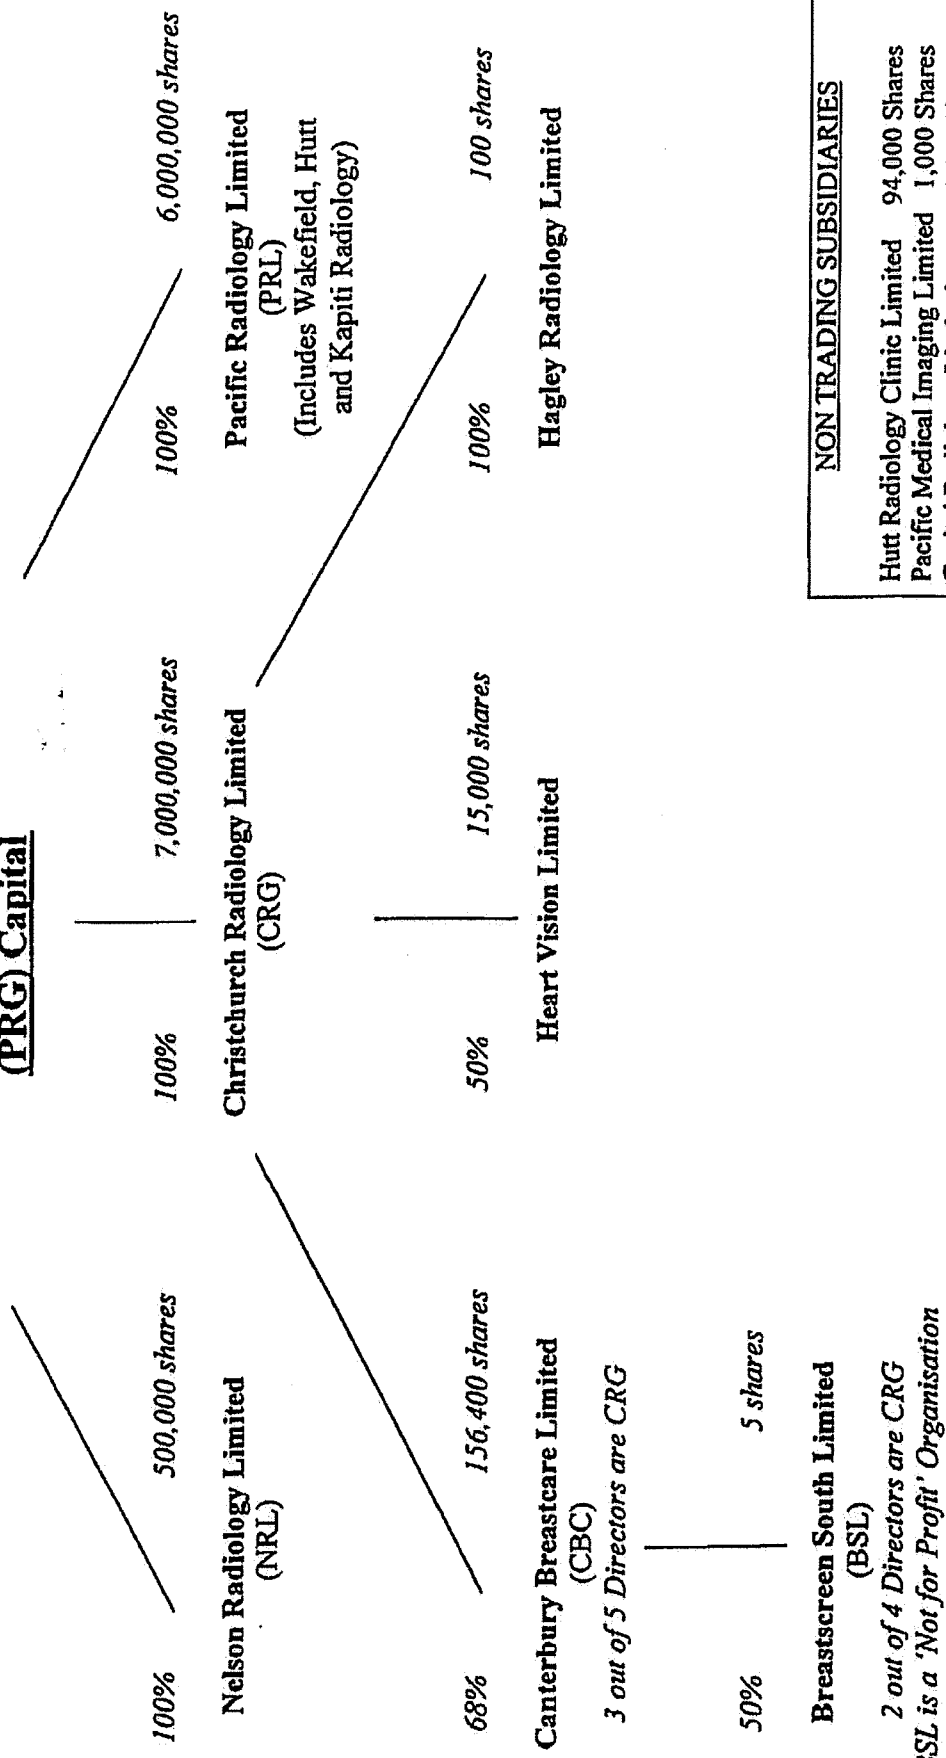 (PRG) Capital
100% 500,000 shares
Nelson Radiology Limited
(NRL)
100% 7,000,000 shares
Christchurch Radiology Limited
(CRG)
100% 6,000,000 shares
Pacific Radiology Limited
(PRL)
(Includes Wakefield, Hutt
and Kapiti Radiology)
68% 156,400 shares
Canterbury Breastcare Limited
(CBC)
3 out of 5 Directors are CRG
50% 15,000 shares
Heart Vision Limited
100% 100 shares
Hagley Radiology Limited
50% 5 shares
Breastscreen South Limited
(BSL)
2 out of 4 Directors are CRG
BSL is a 'Not for Profit' Organisation
NON TRADING SUBSIDIARIES
Hutt Radiology Clinic Limited 94,000 Shares
Pacific Medical Imaging Limited 1,000 Shares